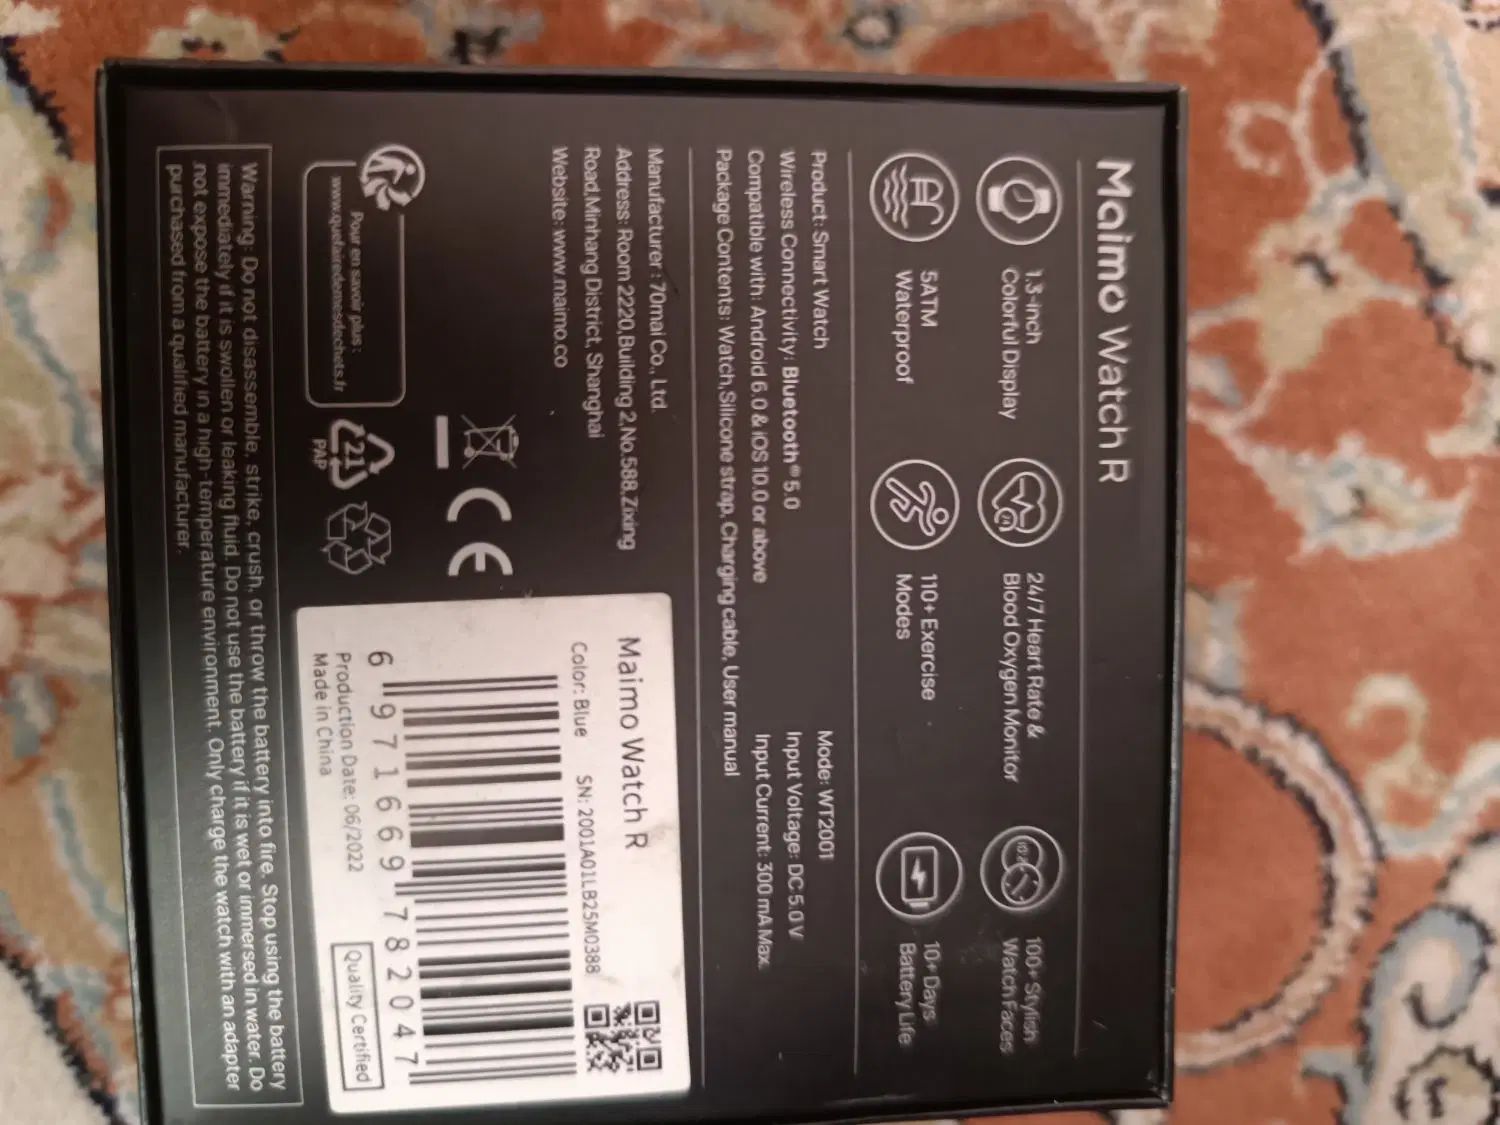 Maimo Watch R
1.3-inch
Colorful Display
24/7 Heart Rate &
Blood Oxygen Monitor
100+ Stylish
Watch Faces
5ATM
Waterproof
110+ Exercise
Modes
10+ Days
Battery Life
Product: Smart Watch
Mode: WT2001
Wireless Connectivity: Bluetooth® 5.0
Input Voltage: DC 5.0V
Compatible with: Android 6.0 & iOS 10.0 or above
Input Current: 300 mA Max.
Package Contents: Watch,Silicone strap, Charging cable, User manual
Manufacturer : 70mai Co., Ltd.
Address: Room 2220,Building 2,No.588,Zixing
Road,Minhang District, Shanghai
Website: www.maimo.co
CE
Pour en savoir plus :
www.quefairedemesdechets.fr
21
PAP
Maimo Watch R
Color: Blue SN: 2001A01LB25M0388
6 971669 782047
Production Date: 06/2022
Made in China
Quality Certified
Warning: Do not disassemble, strike, crush, or throw the battery into fire. Stop using the battery
immediately if it is swollen or leaking fluid. Do not use the battery if it is wet or immersed in water. Do
not expose the battery in a high-temperature environment. Only charge the watch with an adapter
purchased from a qualified manufacturer.